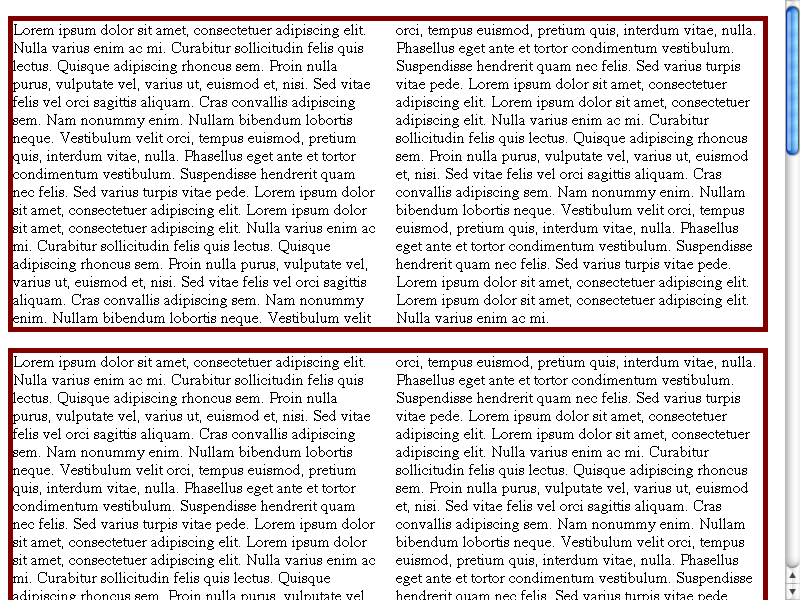 Lorem ipsum dolor sit amet, consectetuer adipiscing elit.
Nulla varius enim ac mi. Curabitur sollicitudin felis quis
lectus. Quisque adipiscing rhoncus sem. Proin nulla
purus, vulputate vel, varius ut, euismod et, nisi. Sed vitae
felis vel orci sagittis aliquam. Cras convallis adipiscing
sem. Nam nonummy enim. Nullam bibendum lobortis
neque. Vestibulum velit orci, tempus euismod, pretium
quis, interdum vitae, nulla. Phasellus eget ante et tortor
condimentum vestibulum. Suspendisse hendrerit quam
nec felis. Sed varius turpis vitae pede. Lorem ipsum dolor
sit amet, consectetuer adipiscing elit. Lorem ipsum dolor
sit amet, consectetuer adipiscing elit. Nulla varius enim ac
mi. Curabitur sollicitudin felis quis lectus. Quisque
adipiscing rhoncus sem. Proin nulla purus, vulputate vel,
varius ut, euismod et, nisi. Sed vitae felis vel orci sagittis
aliquam. Cras convallis adipiscing sem. Nam nonummy
enim. Nullam bibendum lobortis neque. Vestibulum velit
orci, tempus euismod, pretium quis, interdum vitae, nulla.
Phasellus eget ante et tortor condimentum vestibulum.
Suspendisse hendrerit quam nec felis. Sed varius turpis
vitae pede. Lorem ipsum dolor sit amet, consectetuer
adipiscing elit. Lorem ipsum dolor sit amet, consectetuer
adipiscing elit. Nulla varius enim ac mi. Curabitur
sollicitudin felis quis lectus. Quisque adipiscing rhoncus
sem. Proin nulla purus, vulputate vel, varius ut, euismod
et, nisi. Sed vitae felis vel orci sagittis aliquam. Cras
convallis adipiscing sem. Nam nonummy enim. Nullam
bibendum lobortis neque. Vestibulum velit orci, tempus
euismod, pretium quis, interdum vitae, nulla. Phasellus
eget ante et tortor condimentum vestibulum. Suspendisse
hendrerit quam nec felis. Sed varius turpis vitae pede.
Lorem ipsum dolor sit amet, consectetuer adipiscing elit.
Lorem ipsum dolor sit amet, consectetuer adipiscing elit.
Nulla varius enim ac mi.
Lorem ipsum dolor sit amet, consectetuer adipiscing elit.
Nulla varius enim ac mi. Curabitur sollicitudin felis quis
lectus. Quisque adipiscing rhoncus sem. Proin nulla
purus, vulputate vel, varius ut, euismod et, nisi. Sed vitae
felis vel orci sagittis aliquam. Cras convallis adipiscing
sem. Nam nonummy enim. Nullam bibendum lobortis
neque. Vestibulum velit orci, tempus euismod, pretium
quis, interdum vitae, nulla. Phasellus eget ante et tortor
condimentum vestibulum. Suspendisse hendrerit quam
nec felis. Sed varius turpis vitae pede. Lorem ipsum dolor
sit amet, consectetuer adipiscing elit. Lorem ipsum dolor
sit amet, consectetuer adipiscing elit. Nulla varius enim ac
mi. Curabitur sollicitudin felis quis lectus. Quisque
adipiscing rhoncus sem. Proin nulla purus, vulputate vel,
orci, tempus euismod, pretium quis, interdum vitae, nulla.
Phasellus eget ante et tortor condimentum vestibulum.
Suspendisse hendrerit quam nec felis. Sed varius turpis
vitae pede. Lorem ipsum dolor sit amet, consectetuer
adipiscing elit. Lorem ipsum dolor sit amet, consectetuer
adipiscing elit. Nulla varius enim ac mi. Curabitur
sollicitudin felis quis lectus. Quisque adipiscing rhoncus
sem. Proin nulla purus, vulputate vel, varius ut, euismod
et, nisi. Sed vitae felis vel orci sagittis aliquam. Cras
convallis adipiscing sem. Nam nonummy enim. Nullam
bibendum lobortis neque. Vestibulum velit orci, tempus
euismod, pretium quis, interdum vitae, nulla. Phasellus
eget ante et tortor condimentum vestibulum. Suspendisse
hendrerit quam nec felis. Sed varius turpis vitae pede.